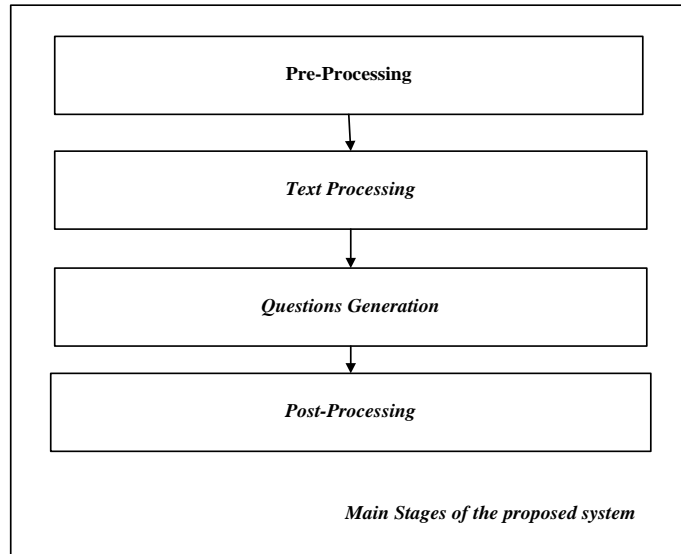 Pre-Processing
Text Processing
Questions Generation
Post-Processing
Main Stages of the proposed system